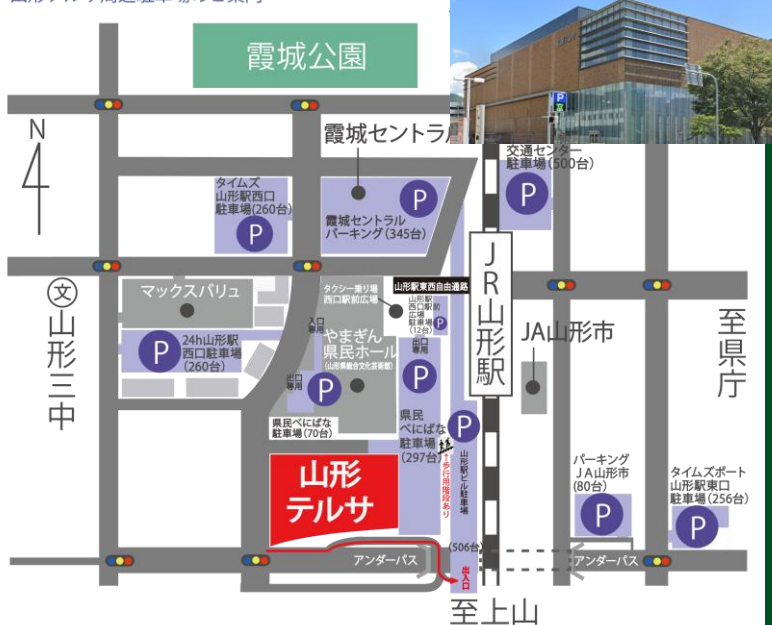 霞城公園
N
霞城セントラル
交通センター
駐車場(500台)
P
タイムズ
山形駅西口
駐車場(260台)
P
P
霞城セントラル
パーキング(345台)
JR山形駅
山形駅東西自由通路
タクシー乗り場
西口駅前広場
山形駅
西口駅前
広場
駐車場
(12台)
P
マックスバリュ
文
山形三中
24h山形駅
西口駐車場
(260台)
P
入口
専用
やまぎん
県民ホール
(山形県総合文化芸術館)
出口
専用
P
出口
専用
P
県民べにばな
駐車場(70台)
県民
べにばな
駐車場
(297台)
P
山形駅ビル駐車場
(506台)
↑歩行用階段あり
JA山形市
至県庁
山形
テルサ
パーキング
JA山形市
(80台)
P
タイムズポート
山形駅東口
駐車場(256台)
P
アンダーパス
出入口
アンダーパス
至上山